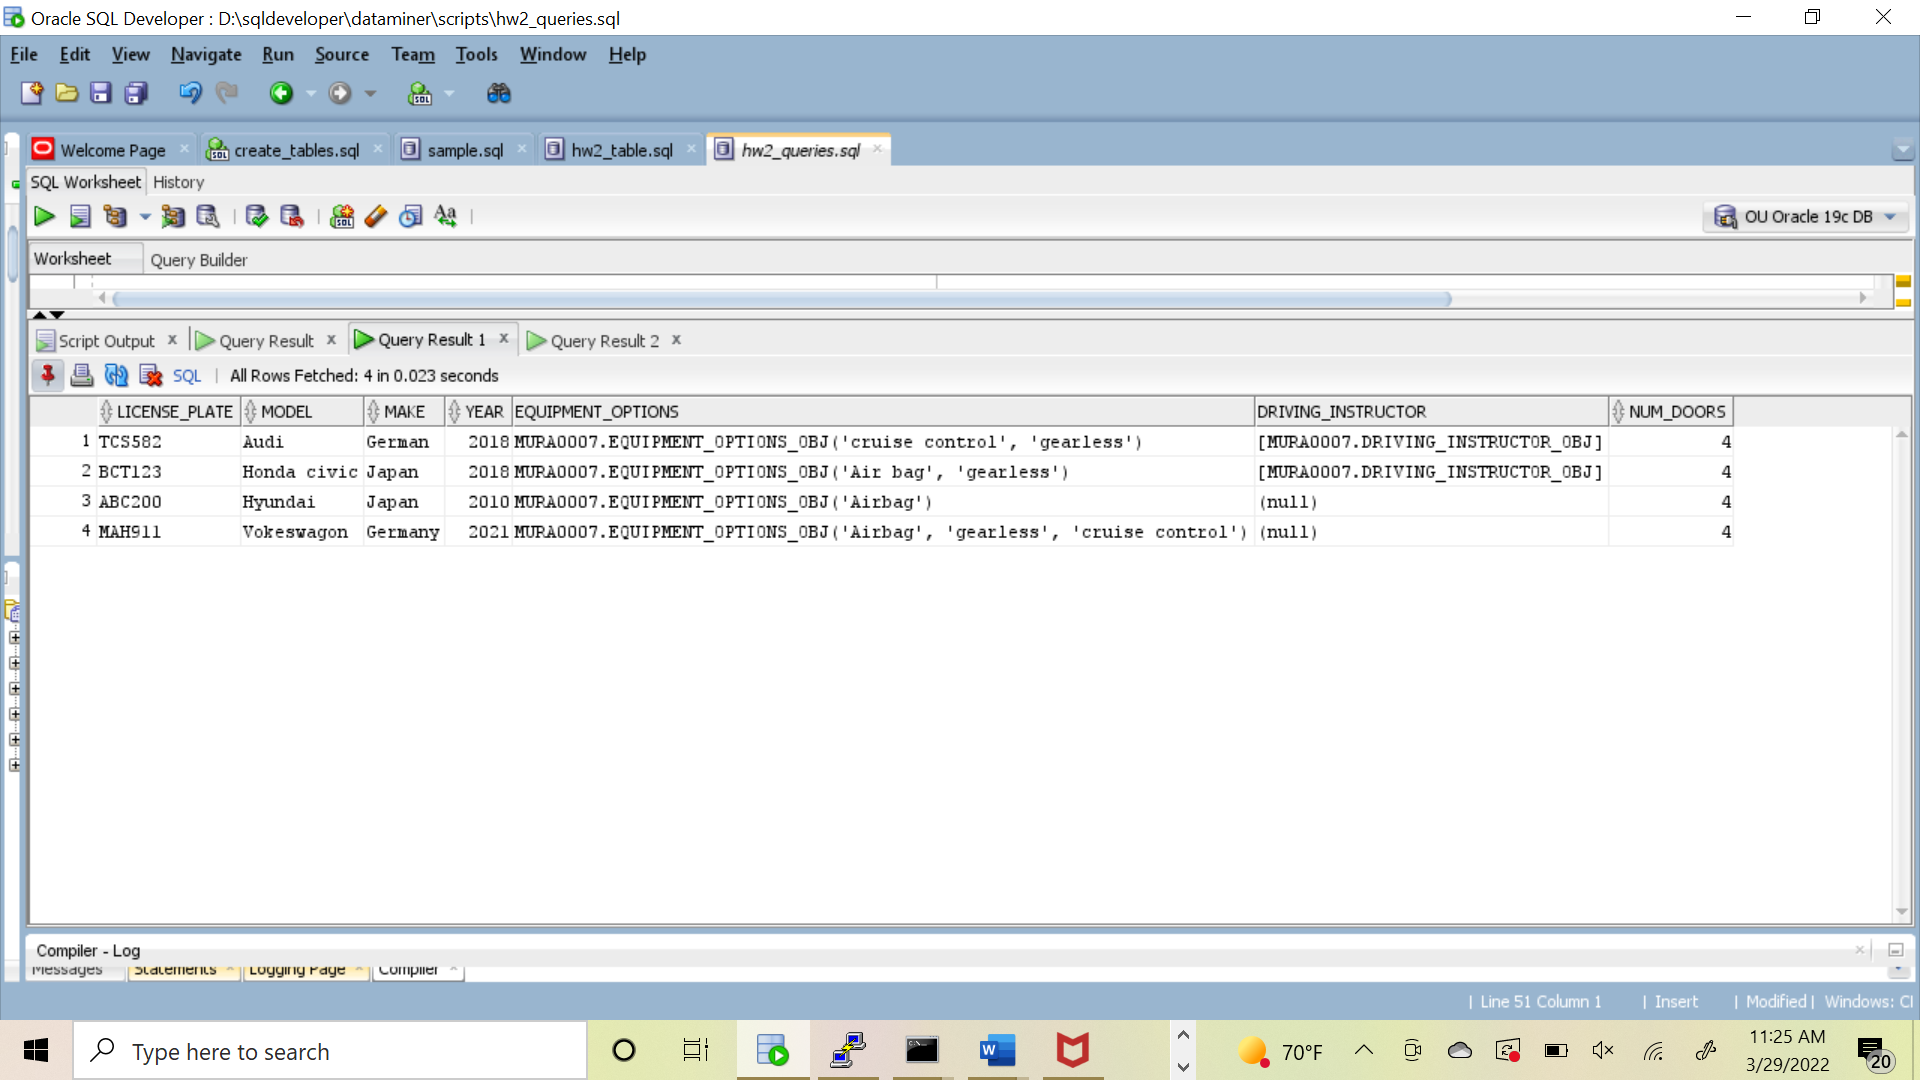 Oracle SQL Developer : D:\sqldeveloper\dataminer\scripts\hw2_queries.sql
File Edit View Navigate Run Source Team Tools Window Help
Welcome Page create_tables.sql sample.sql hw2_table.sql hw2_queries.sql
SQL Worksheet History
OU Oracle 19c DB
Worksheet Query Builder
Script Output Query Result Query Result 1 Query Result 2
SQL All Rows Fetched: 4 in 0.023 seconds
LICENSE_PLATE MODEL MAKE YEAR EQUIPMENT_OPTIONS DRIVING_INSTRUCTOR NUM_DOORS
1 TCS582 Audi German 2018 MURA0007.EQUIPMENT_OPTIONS_OBJ('cruise control', 'gearless') [MURA0007.DRIVING_INSTRUCTOR_OBJ] 4
2 BCT123 Honda civic Japan 2018 MURA0007.EQUIPMENT_OPTIONS_OBJ('Air bag', 'gearless') [MURA0007.DRIVING_INSTRUCTOR_OBJ] 4
3 ABC200 Hyundai Japan 2010 MURA0007.EQUIPMENT_OPTIONS_OBJ('Airbag') (null) 4
4 MAH911 Vokeswagon Germany 2021 MURA0007.EQUIPMENT_OPTIONS_OBJ('Airbag', 'gearless', 'cruise control') (null) 4
Compiler - Log
Messages Statements Logging Page Compiler
| Line 51 Column 1 | Insert | Modified | Windows: Cl
Type here to search
70°F
11:25 AM
3/29/2022
20